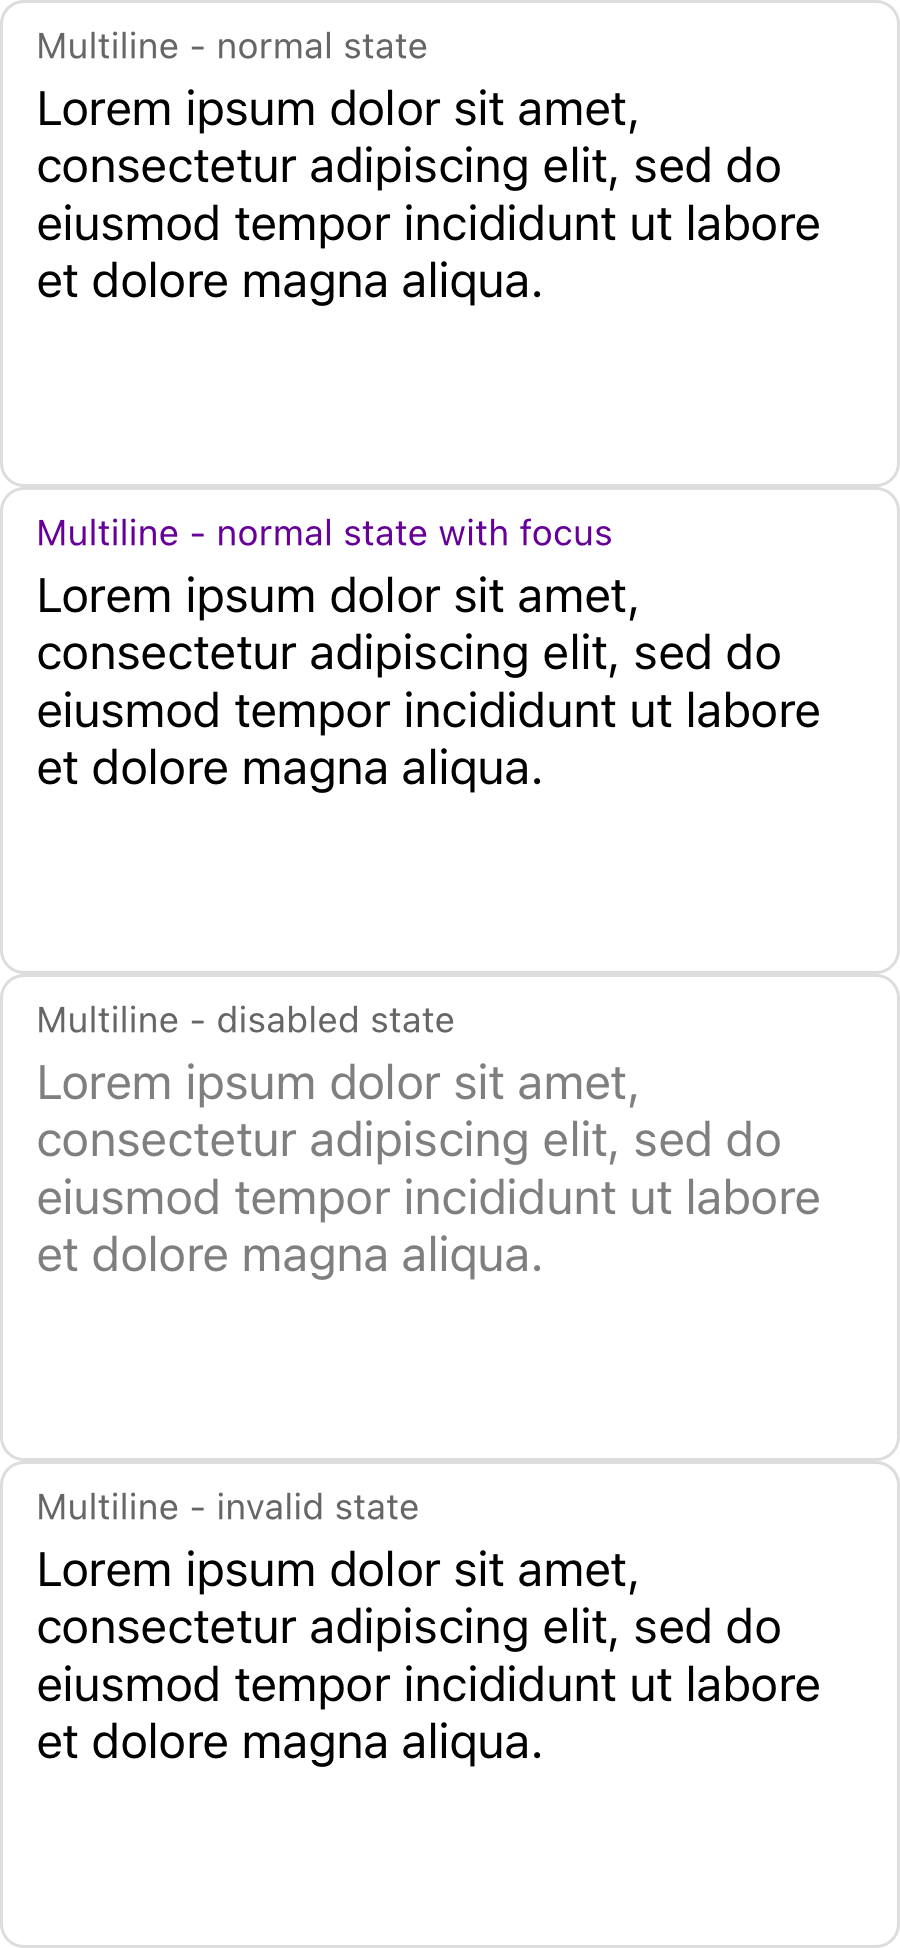 Multiline - normal state
Lorem ipsum dolor sit amet,
consectetur adipiscing elit, sed do
eiusmod tempor incididunt ut labore
et dolore magna aliqua.
Multiline - normal state with focus
Lorem ipsum dolor sit amet,
consectetur adipiscing elit, sed do
eiusmod tempor incididunt ut labore
et dolore magna aliqua.
Multiline - disabled state
Lorem ipsum dolor sit amet,
consectetur adipiscing elit, sed do
eiusmod tempor incididunt ut labore
et dolore magna aliqua.
Multiline - invalid state
Lorem ipsum dolor sit amet,
consectetur adipiscing elit, sed do
eiusmod tempor incididunt ut labore
et dolore magna aliqua.